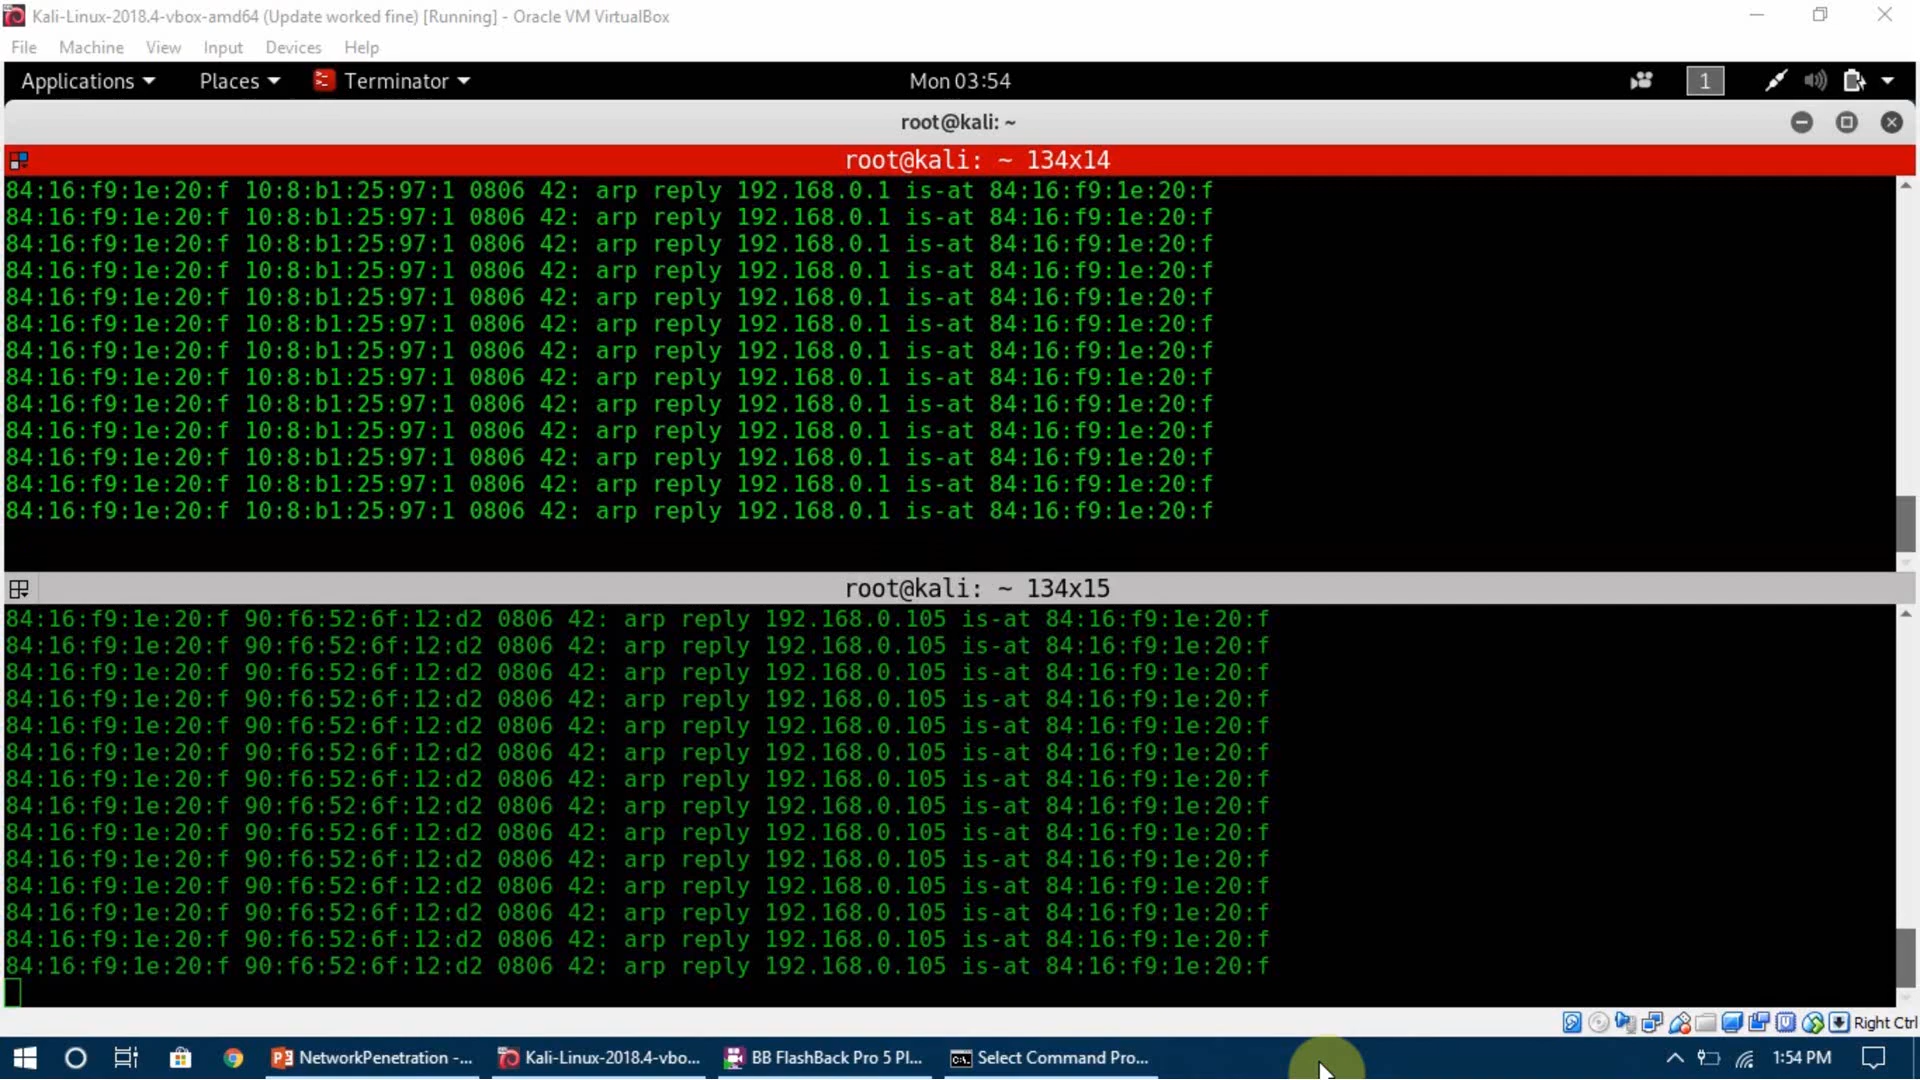 Kali-Linux-2018.4-vbox-amd64 (Update worked fine) [Running] - Oracle VM VirtualBox
File Machine View Input Devices Help
Applications Places Terminator Mon 03:54 1
root@kali: ~
root@kali: ~ 134x14
84:16:f9:1e:20:f 10:8:b1:25:97:1 0806 42: arp reply 192.168.0.1 is-at 84:16:f9:1e:20:f
84:16:f9:1e:20:f 10:8:b1:25:97:1 0806 42: arp reply 192.168.0.1 is-at 84:16:f9:1e:20:f
84:16:f9:1e:20:f 10:8:b1:25:97:1 0806 42: arp reply 192.168.0.1 is-at 84:16:f9:1e:20:f
84:16:f9:1e:20:f 10:8:b1:25:97:1 0806 42: arp reply 192.168.0.1 is-at 84:16:f9:1e:20:f
84:16:f9:1e:20:f 10:8:b1:25:97:1 0806 42: arp reply 192.168.0.1 is-at 84:16:f9:1e:20:f
84:16:f9:1e:20:f 10:8:b1:25:97:1 0806 42: arp reply 192.168.0.1 is-at 84:16:f9:1e:20:f
84:16:f9:1e:20:f 10:8:b1:25:97:1 0806 42: arp reply 192.168.0.1 is-at 84:16:f9:1e:20:f
84:16:f9:1e:20:f 10:8:b1:25:97:1 0806 42: arp reply 192.168.0.1 is-at 84:16:f9:1e:20:f
84:16:f9:1e:20:f 10:8:b1:25:97:1 0806 42: arp reply 192.168.0.1 is-at 84:16:f9:1e:20:f
84:16:f9:1e:20:f 10:8:b1:25:97:1 0806 42: arp reply 192.168.0.1 is-at 84:16:f9:1e:20:f
84:16:f9:1e:20:f 10:8:b1:25:97:1 0806 42: arp reply 192.168.0.1 is-at 84:16:f9:1e:20:f
84:16:f9:1e:20:f 10:8:b1:25:97:1 0806 42: arp reply 192.168.0.1 is-at 84:16:f9:1e:20:f
84:16:f9:1e:20:f 10:8:b1:25:97:1 0806 42: arp reply 192.168.0.1 is-at 84:16:f9:1e:20:f
root@kali: ~ 134x15
84:16:f9:1e:20:f 90:f6:52:6f:12:d2 0806 42: arp reply 192.168.0.105 is-at 84:16:f9:1e:20:f
84:16:f9:1e:20:f 90:f6:52:6f:12:d2 0806 42: arp reply 192.168.0.105 is-at 84:16:f9:1e:20:f
84:16:f9:1e:20:f 90:f6:52:6f:12:d2 0806 42: arp reply 192.168.0.105 is-at 84:16:f9:1e:20:f
84:16:f9:1e:20:f 90:f6:52:6f:12:d2 0806 42: arp reply 192.168.0.105 is-at 84:16:f9:1e:20:f
84:16:f9:1e:20:f 90:f6:52:6f:12:d2 0806 42: arp reply 192.168.0.105 is-at 84:16:f9:1e:20:f
84:16:f9:1e:20:f 90:f6:52:6f:12:d2 0806 42: arp reply 192.168.0.105 is-at 84:16:f9:1e:20:f
84:16:f9:1e:20:f 90:f6:52:6f:12:d2 0806 42: arp reply 192.168.0.105 is-at 84:16:f9:1e:20:f
84:16:f9:1e:20:f 90:f6:52:6f:12:d2 0806 42: arp reply 192.168.0.105 is-at 84:16:f9:1e:20:f
84:16:f9:1e:20:f 90:f6:52:6f:12:d2 0806 42: arp reply 192.168.0.105 is-at 84:16:f9:1e:20:f
84:16:f9:1e:20:f 90:f6:52:6f:12:d2 0806 42: arp reply 192.168.0.105 is-at 84:16:f9:1e:20:f
84:16:f9:1e:20:f 90:f6:52:6f:12:d2 0806 42: arp reply 192.168.0.105 is-at 84:16:f9:1e:20:f
84:16:f9:1e:20:f 90:f6:52:6f:12:d2 0806 42: arp reply 192.168.0.105 is-at 84:16:f9:1e:20:f
84:16:f9:1e:20:f 90:f6:52:6f:12:d2 0806 42: arp reply 192.168.0.105 is-at 84:16:f9:1e:20:f
84:16:f9:1e:20:f 90:f6:52:6f:12:d2 0806 42: arp reply 192.168.0.105 is-at 84:16:f9:1e:20:f
Right Ctrl
NetworkPenetration -... Kali-Linux-2018.4-vbo... BB FlashBack Pro 5 Pl... Select Command Pro... 1:54 PM